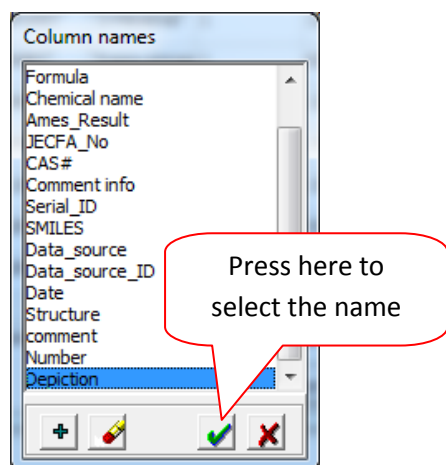 Column names
Formula
Chemical name
Ames_Result
JECFA_No
CAS#
Comment info
Serial_ID
SMILES
Data_source
Data_source_ID
Date
Structure
comment
Number
Depiction
Press here to
select the name